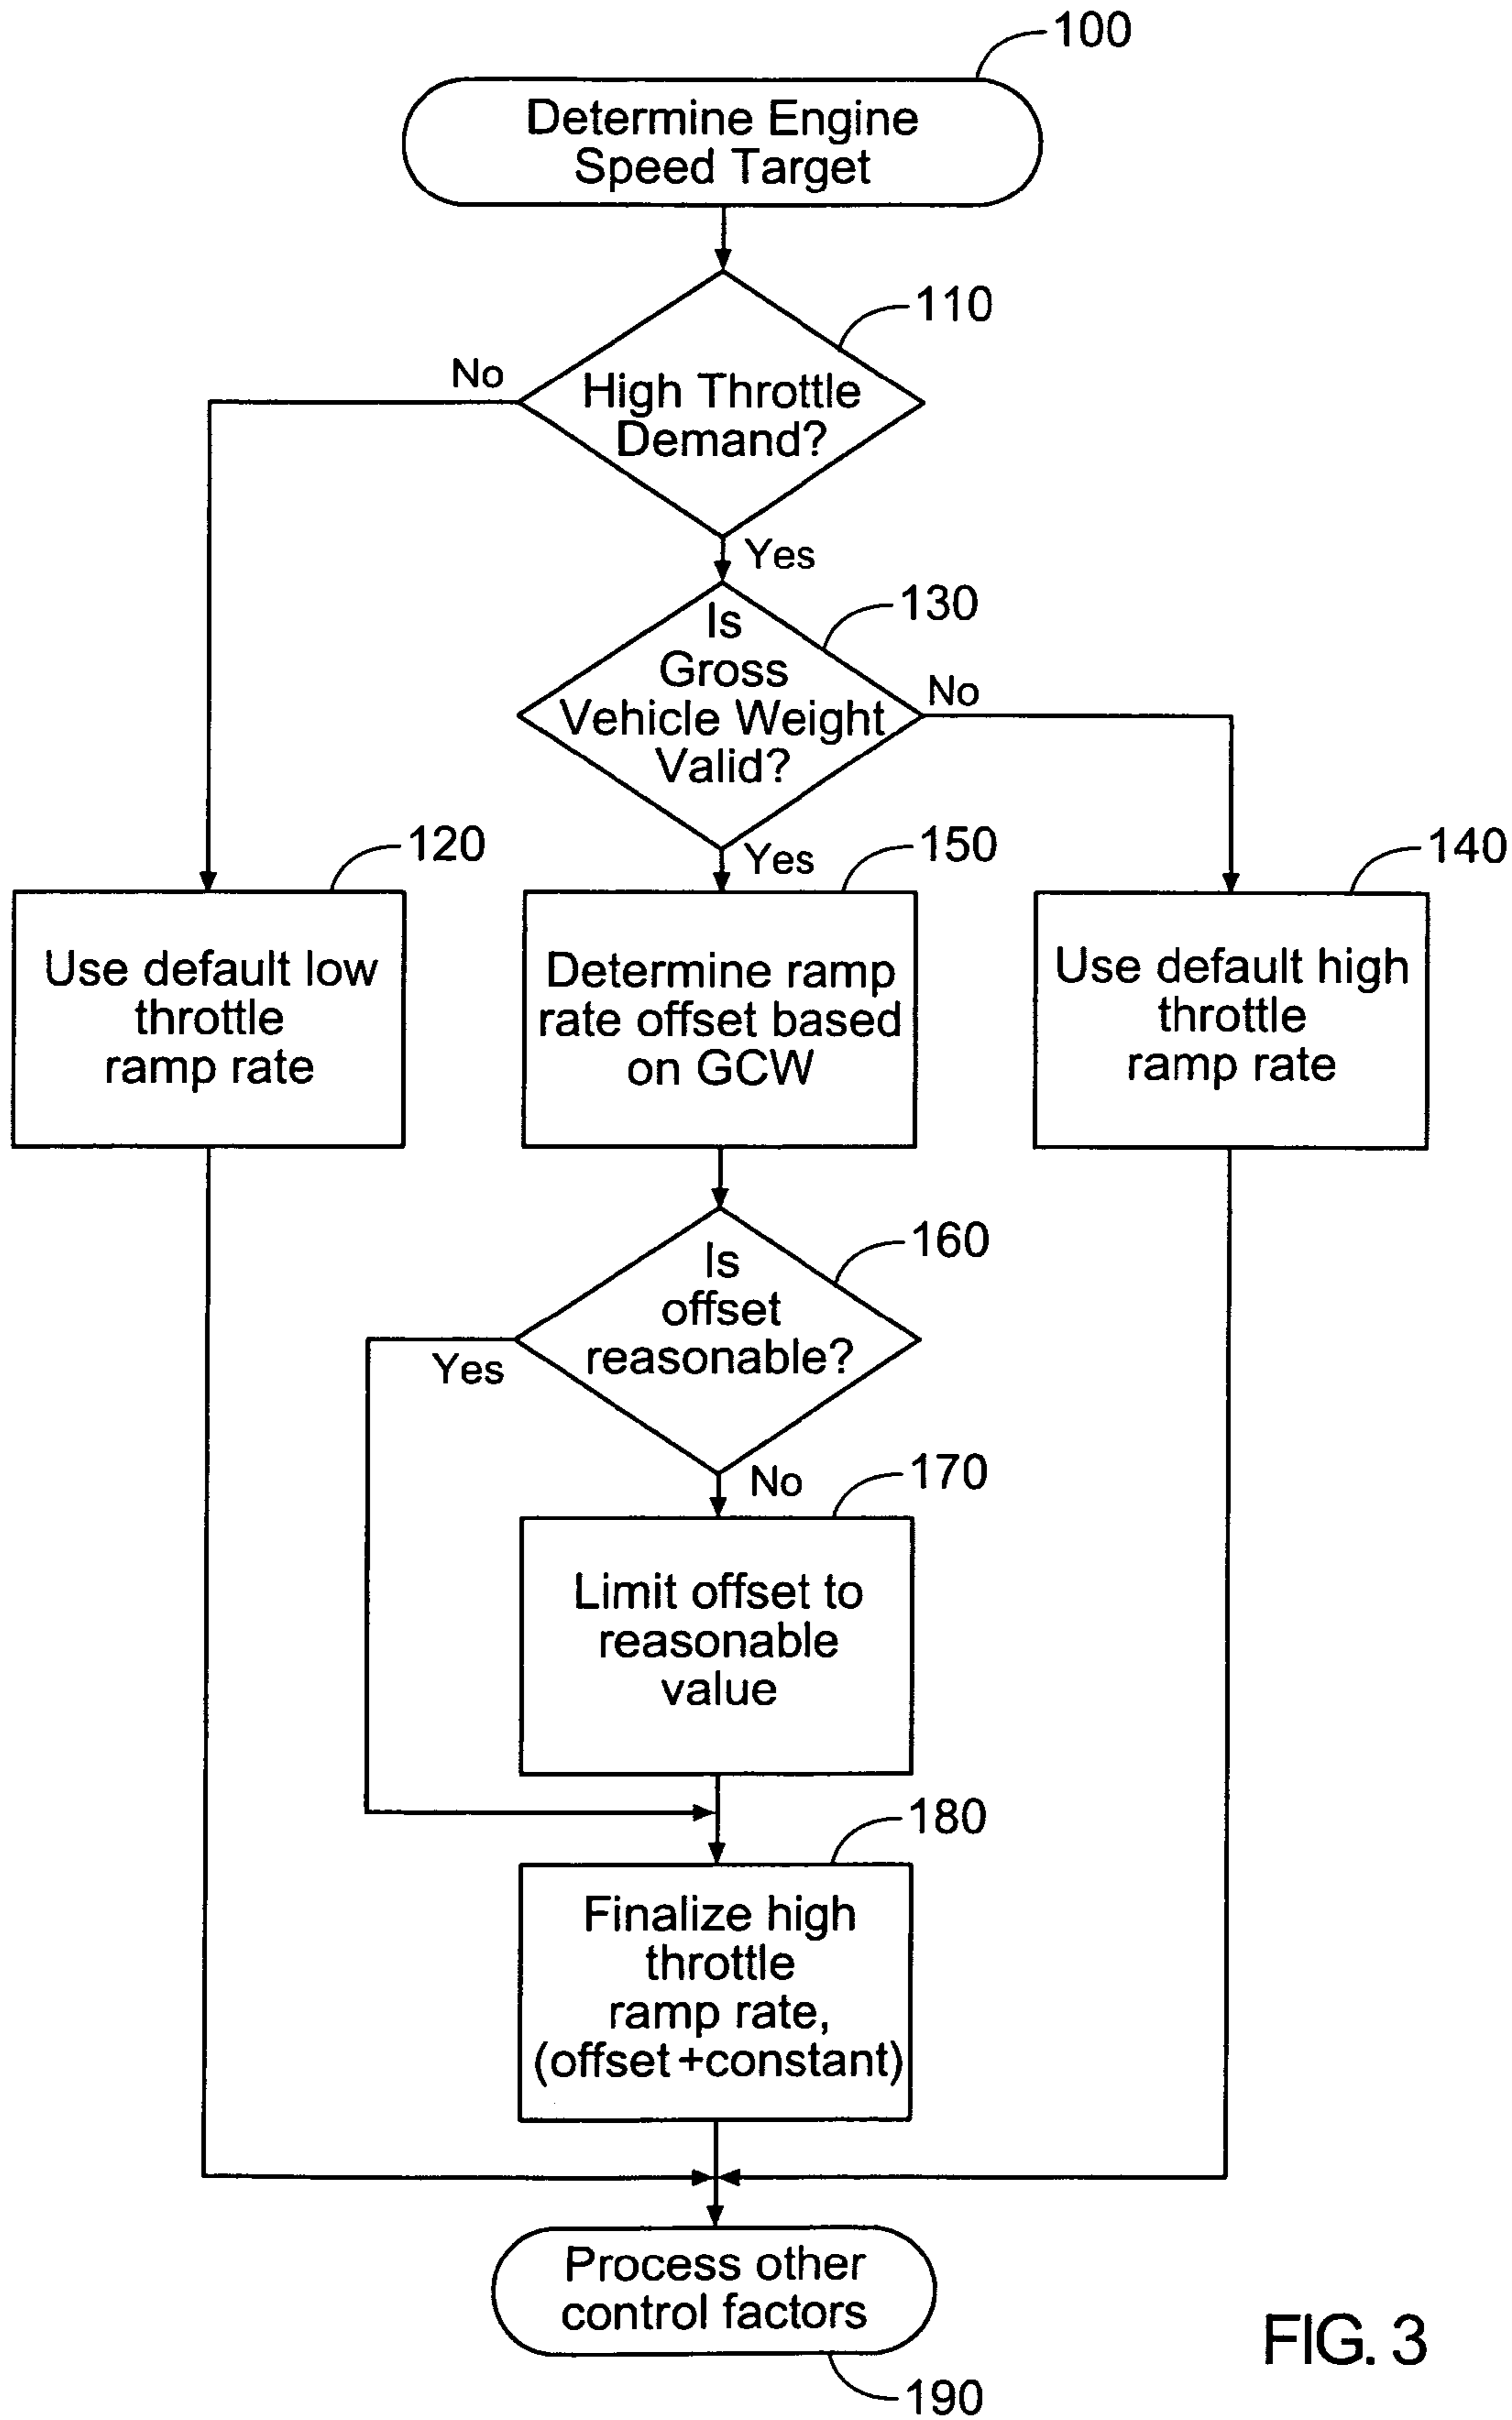 100
Determine Engine
Speed Target
110
No
High Throttle
Demand?
Yes
130
Is
Gross
Vehicle Weight
Valid?
No
Yes
120
150
140
Use default low
throttle
ramp rate
Determine ramp
rate offset based
on GCW
Use default high
throttle
ramp rate
160
Is
offset
reasonable?
Yes
No
170
Limit offset to
reasonable
value
180
Finalize high
throttle
ramp rate,
(offset+constant)
Process other
control factors
190
FIG. 3